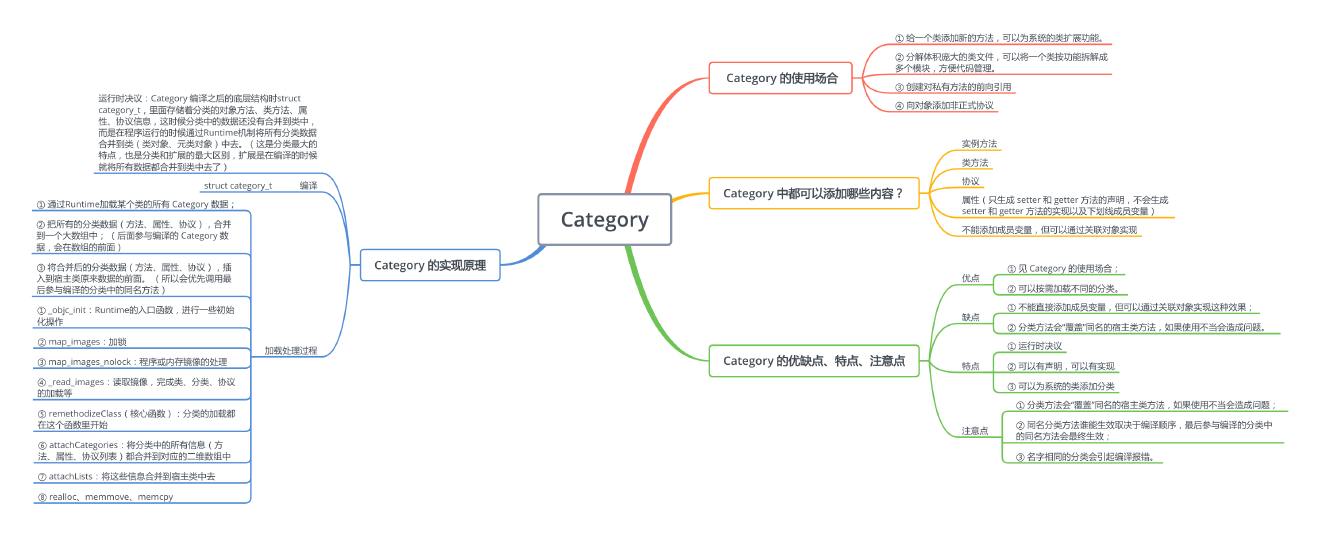 Category
Category 的使用场合
① 给一个类添加新的方法，可以为系统的类扩展功能。
② 分解体积庞大的类文件，可以将一个类按功能拆解成
多个模块，方便代码管理。
③ 创建对私有方法的前向引用
④ 向对象添加非正式协议
Category 中都可以添加哪些内容？
实例方法
类方法
协议
属性（只生成 setter 和 getter 方法的声明，不会生成
setter 和 getter 方法的实现以及下划线成员变量）
不能添加成员变量，但可以通过关联对象实现
Category 的优缺点、特点、注意点
优点
① 见 Category 的使用场合；
② 可以按需加载不同的分类。
缺点
① 不能直接添加成员变量，但可以通过关联对象实现这种效果；
② 分类方法会“覆盖”同名的宿主类方法，如果使用不当会造成问题。
特点
① 运行时决议
② 可以有声明，可以有实现
③ 可以为系统的类添加分类
注意点
① 分类方法会“覆盖”同名的宿主类方法，如果使用不当会造成问题；
② 同名分类方法谁能生效取决于编译顺序，最后参与编译的分类中
的同名方法会最终生效；
③ 名字相同的分类会引起编译报错。
Category 的实现原理
运行时决议：Category 编译之后的底层结构时struct
category_t，里面存储着分类的对象方法、类方法、属
性、协议信息，这时候分类中的数据还没有合并到类中，
而是在程序运行的时候通过Runtime机制将所有分类数据
合并到类（类对象、元类对象）中去。（这是分类最大的
特点，也是分类和扩展的最大区别，扩展是在编译的时候
就将所有数据都合并到类中去了）
struct category_t 编译
加载处理过程
① 通过Runtime加载某个类的所有 Category 数据；
② 把所有的分类数据（方法、属性、协议），合并
到一个大数组中；（后面参与编译的 Category 数
据，会在数组的前面）
③ 将合并后的分类数据（方法、属性、协议），插
入到宿主类原来数据的前面。（所以会优先调用最
后参与编译的分类中的同名方法）
① _objc_init：Runtime的入口函数，进行一些初始
化操作
② map_images：加锁
③ map_images_nolock：程序或内存镜像的处理
④ _read_images：读取镜像，完成类、分类、协议
的加载等
⑤ remethodizeClass（核心函数）：分类的加载都
在这个函数里开始
⑥ attachCategories：将分类中的所有信息（方
法、属性、协议列表）都合并到对应的二维数组中
⑦ attachLists：将这些信息合并到宿主类中去
⑧ realloc、memmove、memcpy